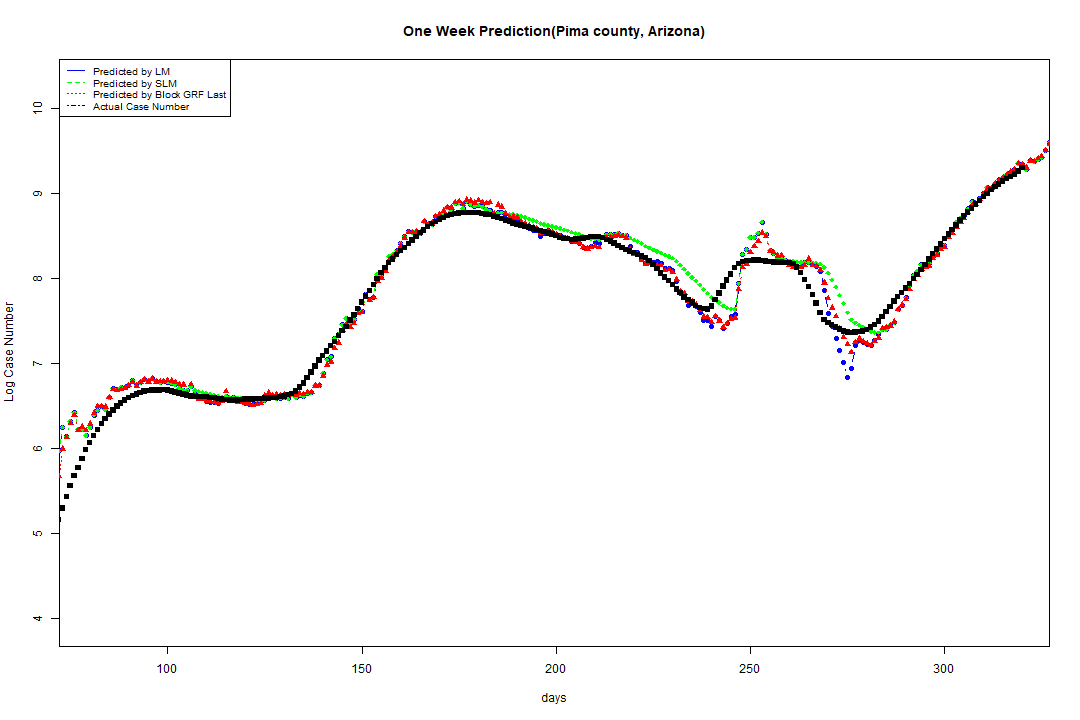 One Week Prediction(Pima county, Arizona)
Predicted by LM
Predicted by SLM
Predicted by Block GRF Last
Actual Case Number
10
9
8
7
6
5
4
Log Case Number
100 150 200 250 300
days